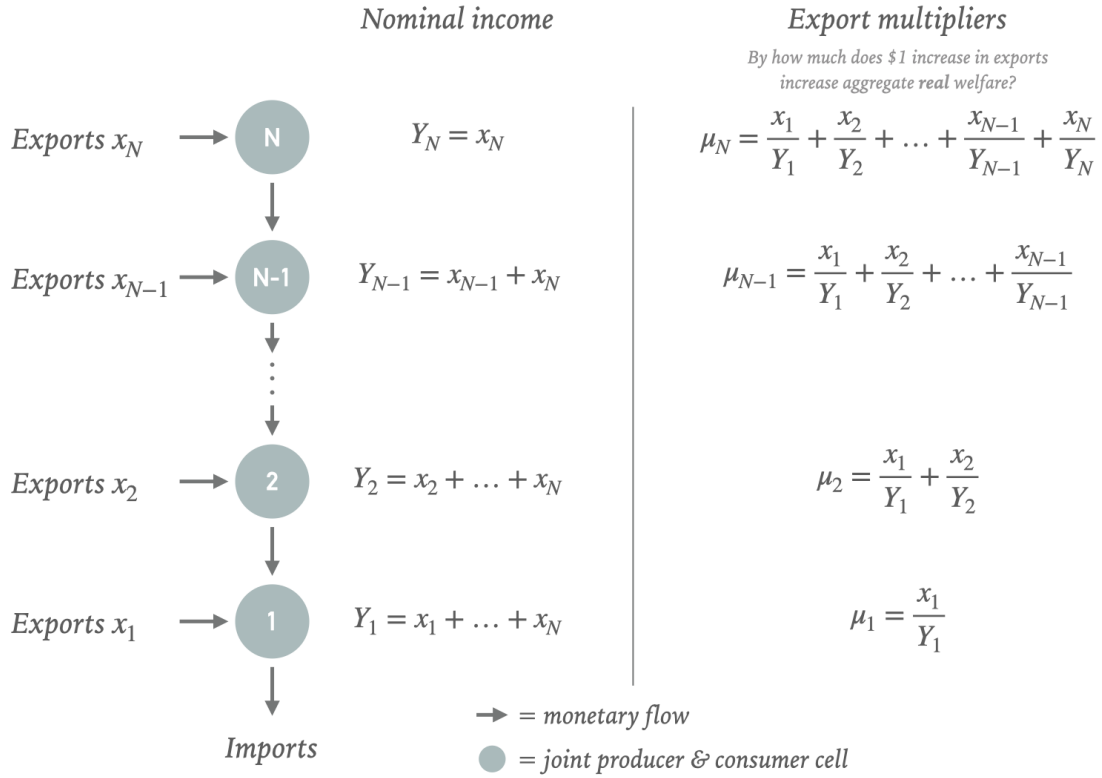 Nominal income
Export multipliers
By how much does $1 increase in exports
increase aggregate real welfare?
Exports x_N
N
Y_N = x_N
μ_N = x_1/Y_1 + x_2/Y_2 + … + x_{N−1}/Y_{N−1} + x_N/Y_N
Exports x_{N−1}
N-1
Y_{N−1} = x_{N−1} + x_N
μ_{N−1} = x_1/Y_1 + x_2/Y_2 + … + x_{N−1}/Y_{N−1}
Exports x_2
2
Y_2 = x_2 + … + x_N
μ_2 = x_1/Y_1 + x_2/Y_2
Exports x_1
1
Y_1 = x_1 + … + x_N
μ_1 = x_1/Y_1
Imports
= monetary flow
= joint producer & consumer cell